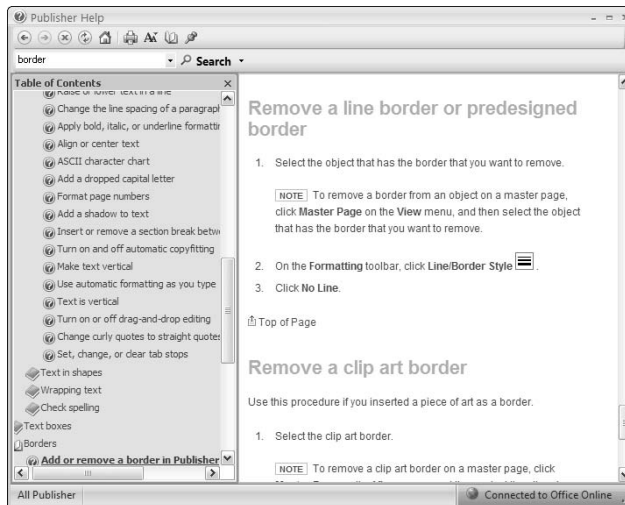 Publisher Help
border
Search
Table of Contents
Raise or lower text in a line
Change the line spacing of a paragrap
Apply bold, italic, or underline formattir
Align or center text
ASCII character chart
Add a dropped capital letter
Format page numbers
Add a shadow to text
Insert or remove a section break betwe
Turn on and off automatic copyfitting
Make text vertical
Use automatic formatting as you type
Text is vertical
Turn on or off drag-and-drop editing
Change curly quotes to straight quotes
Set, change, or clear tab stops
Text in shapes
Wrapping text
Check spelling
Text boxes
Borders
Add or remove a border in Publisher
Remove a line border or predesigned
border
1. Select the object that has the border that you want to remove.
NOTE To remove a border from an object on a master page,
click Master Page on the View menu, and then select the object
that has the border that you want to remove.
2. On the Formatting toolbar, click Line/Border Style .
3. Click No Line.
Top of Page
Remove a clip art border
Use this procedure if you inserted a piece of art as a border.
1. Select the clip art border.
NOTE To remove a clip art border on a master page, click
All Publisher
Connected to Office Online